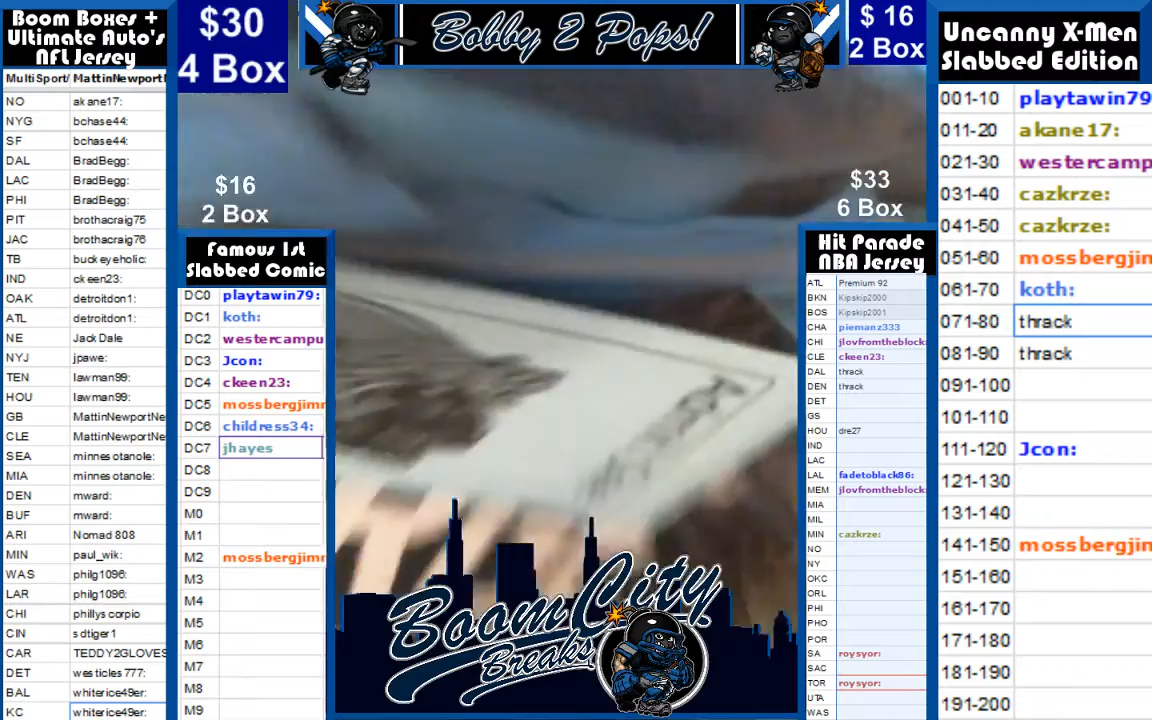 Boom Boxes +
Ultimate Auto's
NFL Jersey
MultiSport/ MattinNewport
NO akane17:
NYG bchase44:
SF bchase44:
DAL BradBegg:
LAC BradBegg:
PHI BradBegg:
PIT brothacraig75
JAC brothacraig76
TB buckeyeholic:
IND ckeen23:
OAK detroitdon1:
ATL detroitdon1:
NE Jack Dale
NYJ jpawe:
TEN lawman99:
HOU lawman99:
GB MattinNewportNe
CLE MattinNewportNe
SEA minnesotanole:
MIA minnesotanole:
DEN mward:
BUF mward:
ARI Nomad 808
MIN paul_wik:
WAS philg1096:
LAR philg1096:
CHI phillyscorpio
CIN sdtiger1
CAR TEDDY2GLOVES
DET westicles777:
BAL whiterice49er:
KC whiterice49er:
$30
4 Box
Bobby 2 Pops!
$ 16
2 Box
$16
2 Box
$33
6 Box
Famous 1st
Slabbed Comic
DC0 playtawin79:
DC1 koth:
DC2 westercampu
DC3 Jcon:
DC4 ckeen23:
DC5 mossbergjimm
DC6 childress34:
DC7 jhayes
DC8
DC9
M0
M1
M2 mossbergjimm
M3
M4
M5
M6
M7
M8
M9
Boom City
Breaks
Hit Parade
NBA Jersey
ATL Premium 92
BKN Kipskip2000
BOS Kipskip2001
CHA piemanz333
CHI jlovfromtheblock:
CLE ckeen23:
DAL thrack
DEN thrack
DET
GS
HOU dre27
IND
LAC
LAL fadetoblack86:
MEM jlovfromtheblock:
MIA
MIL
MIN cazkrze:
NO
NY
OKC
ORL
PHI
PHO
POR
SA roysyor:
SAC
TOR roysyor:
UTA
WAS
Uncanny X-Men
Slabbed Edition
001-10 playtawin79
011-20 akane17:
021-30 westercamp
031-40 cazkrze:
041-50 cazkrze:
051-60 mossbergjim
061-70 koth:
071-80 thrack
081-90 thrack
091-100
101-110
111-120 Jcon:
121-130
131-140
141-150 mossbergjim
151-160
161-170
171-180
181-190
191-200